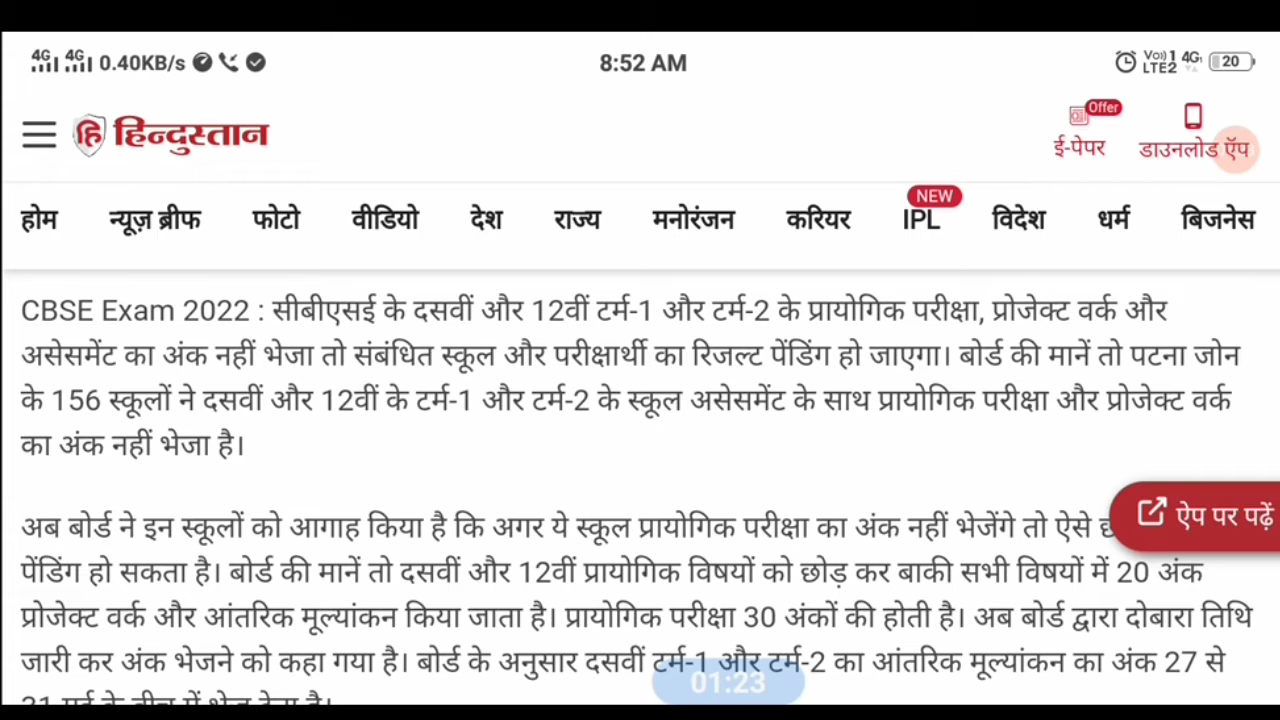 4G 4G 0.40KB/s 8:52 AM Vo) 1 4G LTE2 20
हि हिन्दुस्तान
Offer
ई-पेपर डाउनलोड ऍप
NEW
होम न्यूज़ ब्रीफ फोटो वीडियो देश राज्य मनोरंजन करियर IPL विदेश धर्म बिजनेस
CBSE Exam 2022 : सीबीएसई के दसवीं और 12वीं टर्म-1 और टर्म-2 के प्रायोगिक परीक्षा, प्रोजेक्ट वर्क और
असेसमेंट का अंक नहीं भेजा तो संबंधित स्कूल और परीक्षार्थी का रिजल्ट पेंडिंग हो जाएगा। बोर्ड की मानें तो पटना जोन
के 156 स्कूलों ने दसवीं और 12वीं के टर्म-1 और टर्म-2 के स्कूल असेसमेंट के साथ प्रायोगिक परीक्षा और प्रोजेक्ट वर्क
का अंक नहीं भेजा है।
अब बोर्ड ने इन स्कूलों को आगाह किया है कि अगर ये स्कूल प्रायोगिक परीक्षा का अंक नहीं भेजेंगे तो ऐसे
ऐप पर पढ़ें
पेंडिंग हो सकता है। बोर्ड की मानें तो दसवीं और 12वीं प्रायोगिक विषयों को छोड़ कर बाकी सभी विषयों में 20 अंक
प्रोजेक्ट वर्क और आंतरिक मूल्यांकन किया जाता है। प्रायोगिक परीक्षा 30 अंकों की होती है। अब बोर्ड द्वारा दोबारा तिथि
जारी कर अंक भेजने को कहा गया है। बोर्ड के अनुसार दसवीं टर्म-1 और टर्म-2 का आंतरिक मूल्यांकन का अंक 27 से
01:23